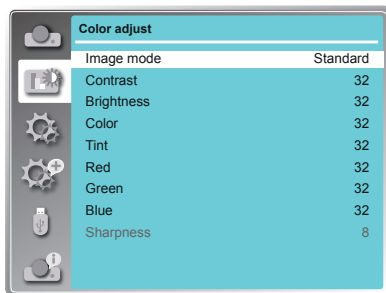 Color adjust
Image mode Standard
Contrast 32
Brightness 32
Color 32
Tint 32
Red 32
Green 32
Blue 32
Sharpness 8